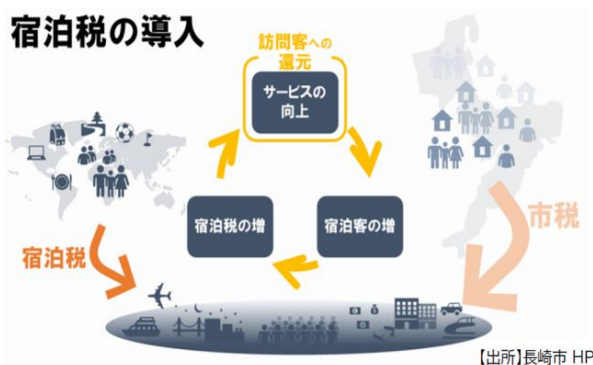 宿泊税の導入
訪問客への
還元
サービスの
向上
宿泊税の増
宿泊客の増
宿泊税
市税
【出所】長崎市 HP